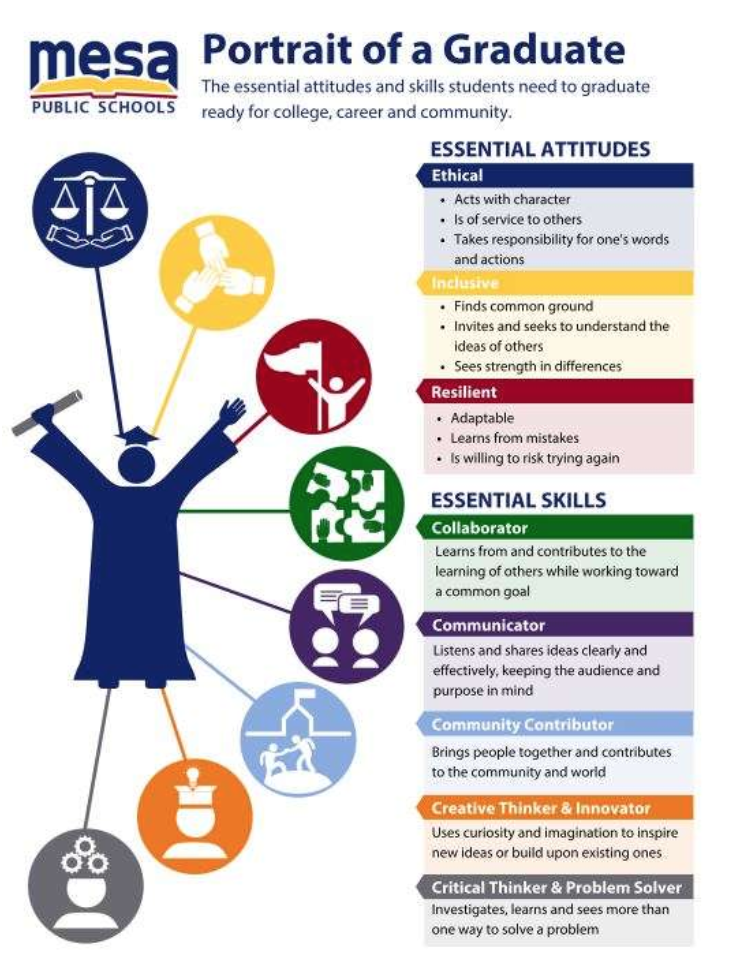 mesa
PUBLIC SCHOOLS
Portrait of a Graduate
The essential attitudes and skills students need to graduate
ready for college, career and community.
ESSENTIAL ATTITUDES
Ethical
• Acts with character
• Is of service to others
• Takes responsibility for one's words
and actions
Inclusive
• Finds common ground
• Invites and seeks to understand the
ideas of others
• Sees strength in differences
Resilient
• Adaptable
• Learns from mistakes
• Is willing to risk trying again
ESSENTIAL SKILLS
Collaborator
Learns from and contributes to the
learning of others while working toward
a common goal
Communicator
Listens and shares ideas clearly and
effectively, keeping the audience and
purpose in mind
Community Contributor
Brings people together and contributes
to the community and world
Creative Thinker & Innovator
Uses curiosity and imagination to inspire
new ideas or build upon existing ones
Critical Thinker & Problem Solver
Investigates, learns and sees more than
one way to solve a problem